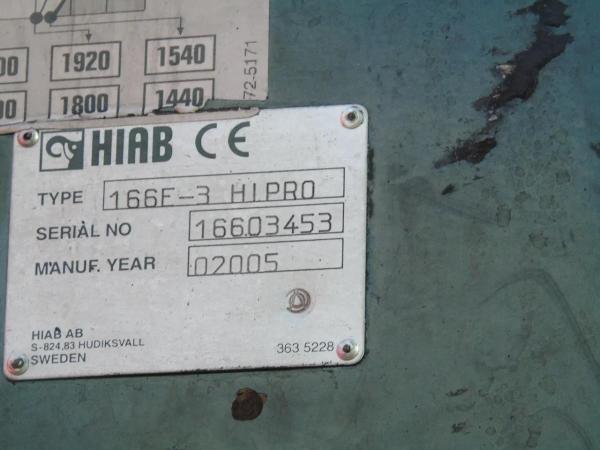 1920 1540
1800 1440
72-5171
HIAB CE
TYPE 166E-3 HIPRO
SERIAL NO 16603453
MANUF. YEAR 02005
HIAB AB
S-824,83 HUDIKSVALL
SWEDEN
363 5228